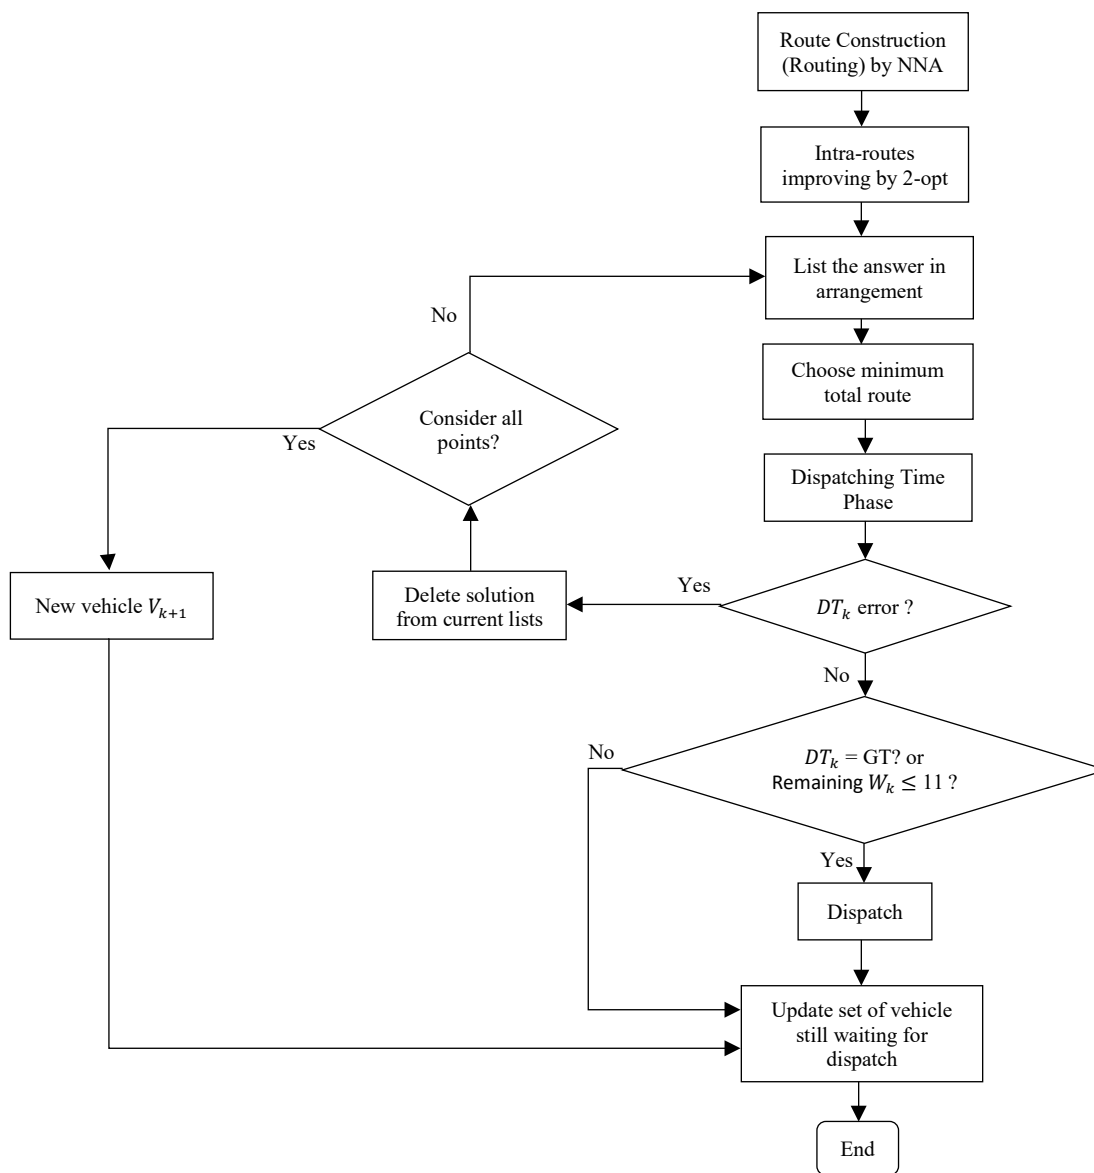 Route Construction
(Routing) by NNA
Intra-routes
improving by 2-opt
List the answer in
arrangement
No
Choose minimum
total route
Consider all
points?
Yes
Dispatching Time
Phase
New vehicle V_{k+1}
Delete solution
from current lists
Yes
DT_k error ?
No
No
DT_k = GT? or
Remaining W_k ≤ 11 ?
Yes
Dispatch
Update set of vehicle
still waiting for
dispatch
End